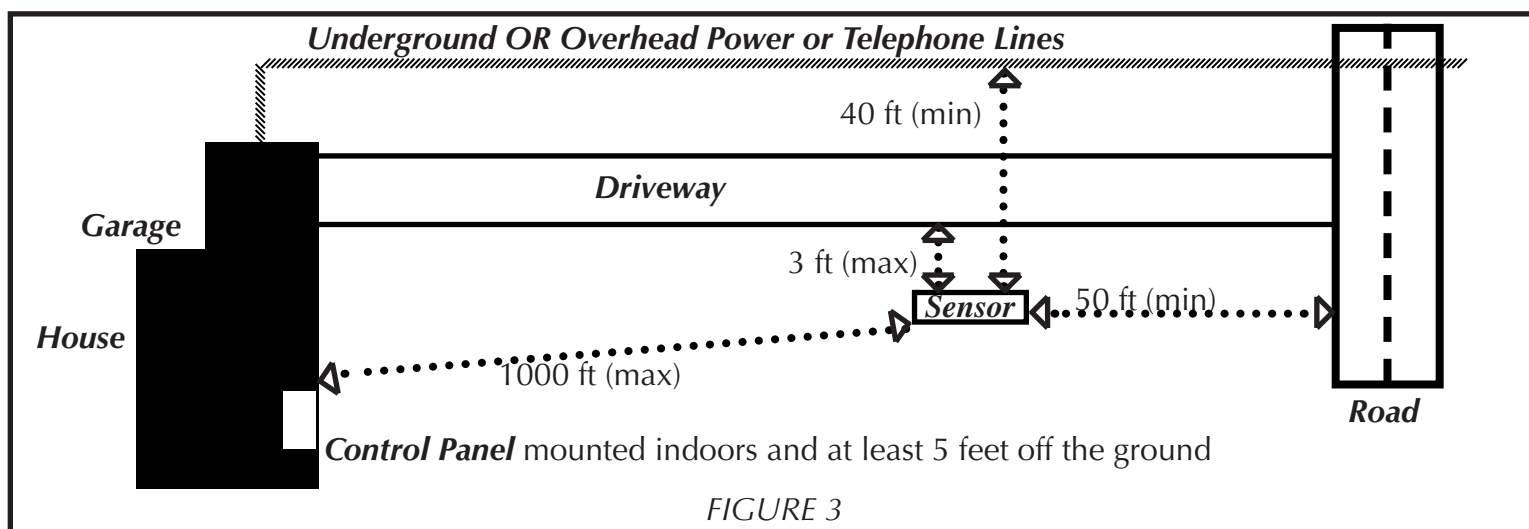 Underground OR Overhead Power or Telephone Lines
40 ft (min)
Driveway
Garage
3 ft (max)
Sensor
50 ft (min)
House
1000 ft (max)
Road
Control Panel mounted indoors and at least 5 feet off the ground
FIGURE 3